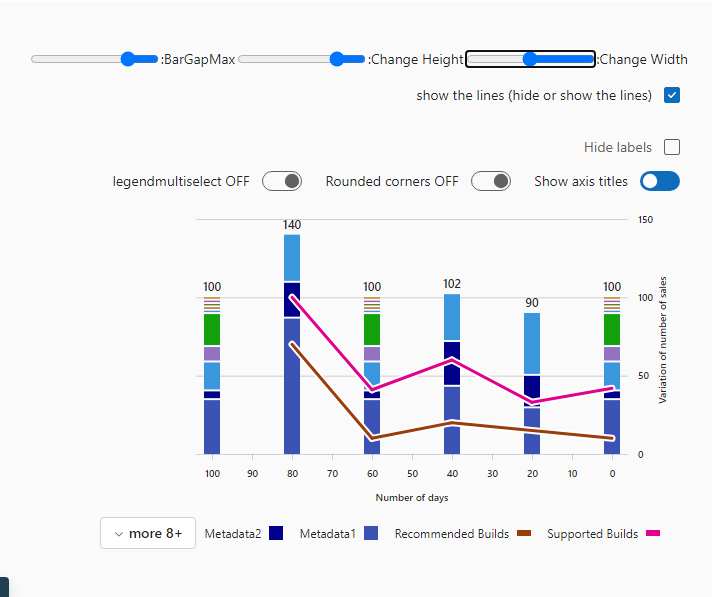 :BarGapMax :Change Height :Change Width
show the lines (hide or show the lines)
Hide labels
legendmultiselect OFF Rounded corners OFF Show axis titles
150
140
102
100 100 100
100
90
50
0
Variation of number of sales
100 90 80 70 60 50 40 30 20 10 0
Number of days
more 8+ Metadata2 Metadata1 Recommended Builds Supported Builds